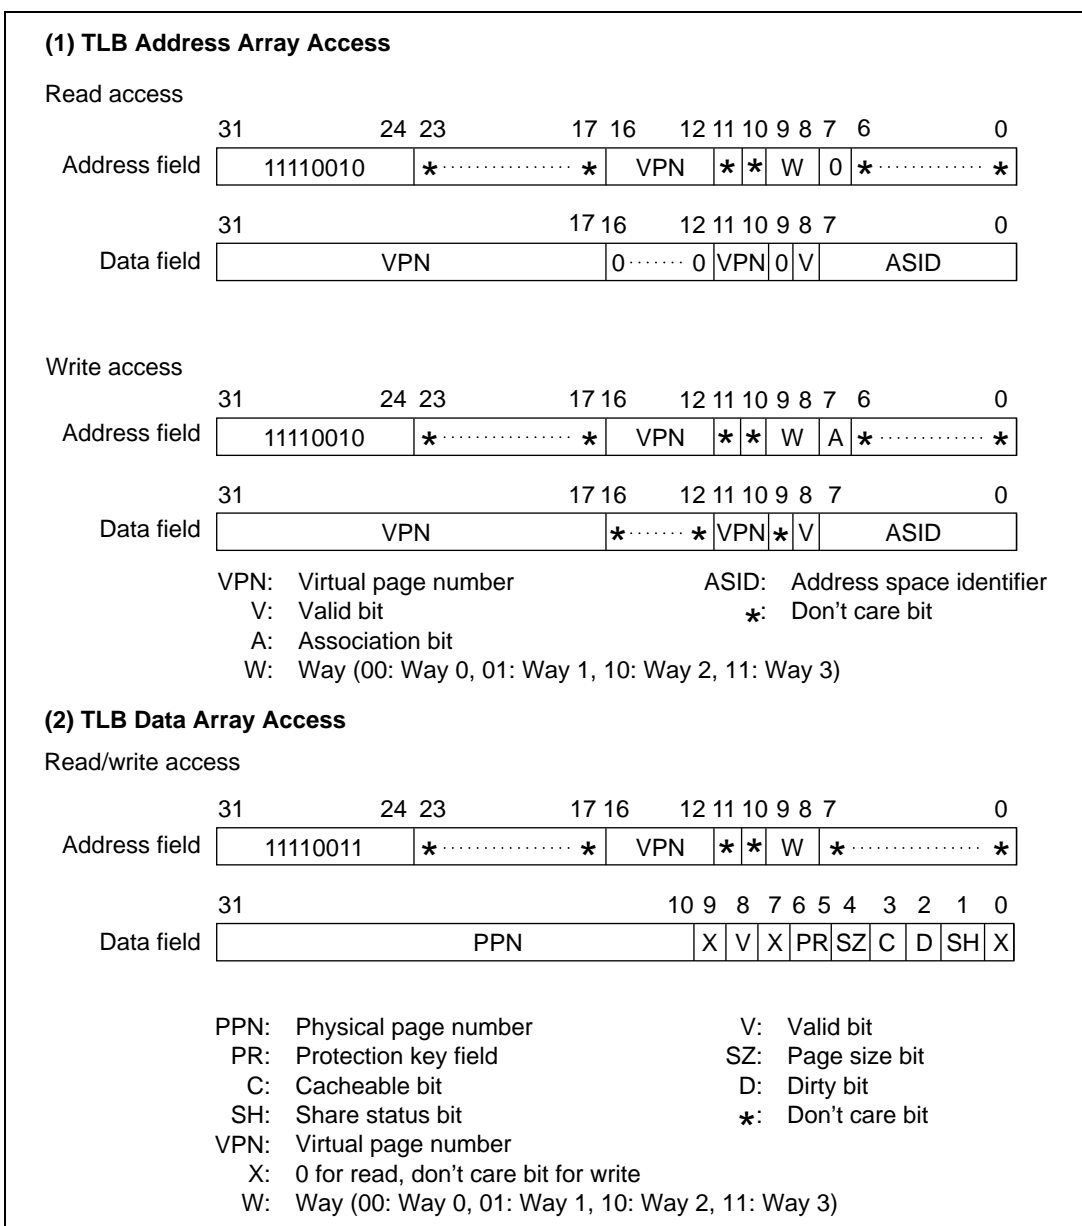 (1) TLB Address Array Access
Read access
31 24 23 17 16 12 11 10 9 8 7 6 0
Address field 11110010 *················ * VPN * * W 0 *············· *
31 17 16 12 11 10 9 8 7 0
Data field VPN 0······· 0 VPN 0 V ASID
Write access
31 24 23 17 16 12 11 10 9 8 7 6 0
Address field 11110010 *················ * VPN * * W A *············· *
31 17 16 12 11 10 9 8 7 0
Data field VPN *······· * VPN * V ASID
VPN: Virtual page number ASID: Address space identifier
V: Valid bit *: Don't care bit
A: Association bit
W: Way (00: Way 0, 01: Way 1, 10: Way 2, 11: Way 3)
(2) TLB Data Array Access
Read/write access
31 24 23 17 16 12 11 10 9 8 7 0
Address field 11110011 *················ * VPN * * W *················ *
31 10 9 8 7 6 5 4 3 2 1 0
Data field PPN X V X PR SZ C D SH X
PPN: Physical page number V: Valid bit
PR: Protection key field SZ: Page size bit
C: Cacheable bit D: Dirty bit
SH: Share status bit *: Don't care bit
VPN: Virtual page number
X: 0 for read, don't care bit for write
W: Way (00: Way 0, 01: Way 1, 10: Way 2, 11: Way 3)